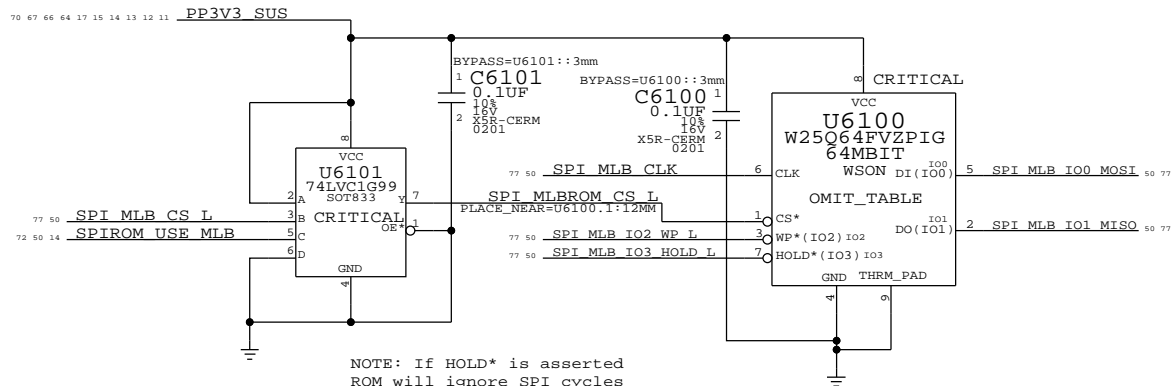 70 67 66 64 17 15 14 13 12 11 PP3V3_SUS
BYPASS=U6101::3mm
1 C6101
0.1UF
10%
16V
2 X5R-CERM
0201
BYPASS=U6100::3mm
C6100 1
0.1UF
10%
16V
X5R-CERM 2
0201
8 CRITICAL
VCC
U6100
W25Q64FVZPIG
64MBIT
WSON
OMIT_TABLE
8
VCC
U6101
74LVC1G99
SOT833
CRITICAL
2 A
Y 7
3 B
5 C
OE* 1
6 D
GND
4
77 50 SPI_MLB_CS_L
72 50 14 SPIROM_USE_MLB
77 50 SPI_MLB_CLK 6 CLK
SPI_MLBROM_CS_L
PLACE_NEAR=U6100.1:12MM
1 CS*
77 50 SPI_MLB_IO2_WP_L 3 WP*(IO2) IO2
77 50 SPI_MLB_IO3_HOLD_L 7 HOLD*(IO3) IO3
IO0
DI(IO0) 5 SPI_MLB_IO0_MOSI 50 77
IO1
DO(IO1) 2 SPI_MLB_IO1_MISO 50 77
GND THRM_PAD
4 9
NOTE: If HOLD* is asserted
ROM will ignore SPI cycles